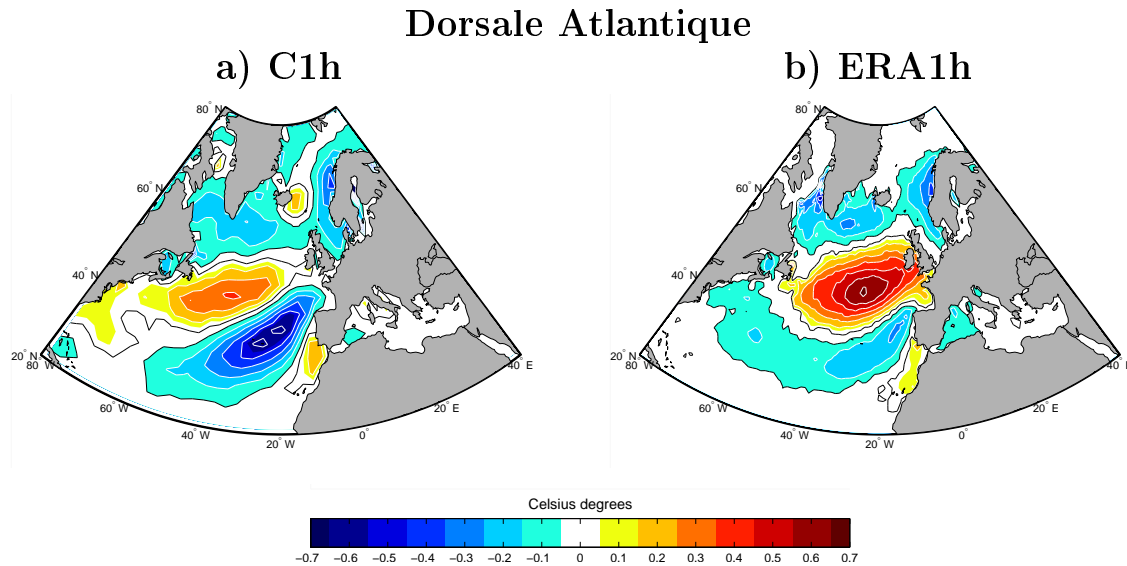 Dorsale Atlantique
a) C1h
b) ERA1h
80° N
60° N
40° N
20° N
80° W
60° W
40° W
20° W
0°
20° E
40° E
80° N
60° N
40° N
20° N
80° W
60° W
40° W
20° W
0°
20° E
40° E
Celsius degrees
−0.7 −0.6 −0.5 −0.4 −0.3 −0.2 −0.1 0 0.1 0.2 0.3 0.4 0.5 0.6 0.7